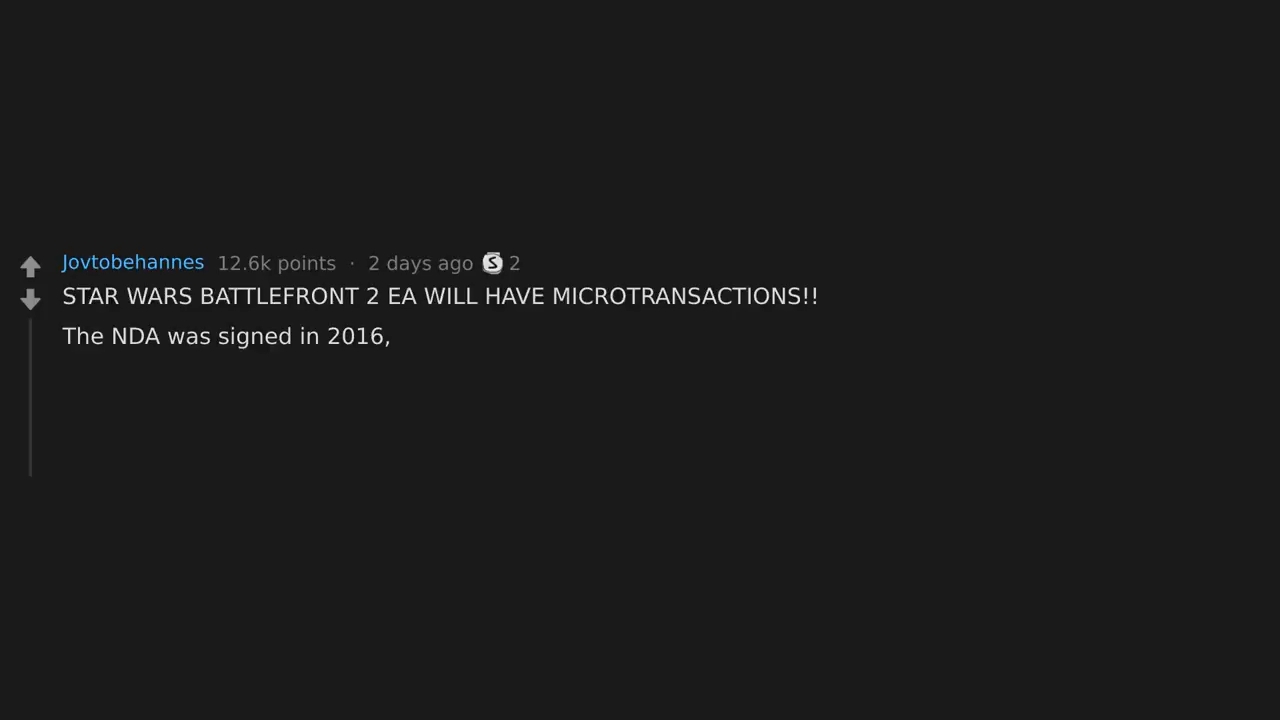 Jovtobehannes 12.6k points · 2 days ago S 2
STAR WARS BATTLEFRONT 2 EA WILL HAVE MICROTRANSACTIONS!!
The NDA was signed in 2016,